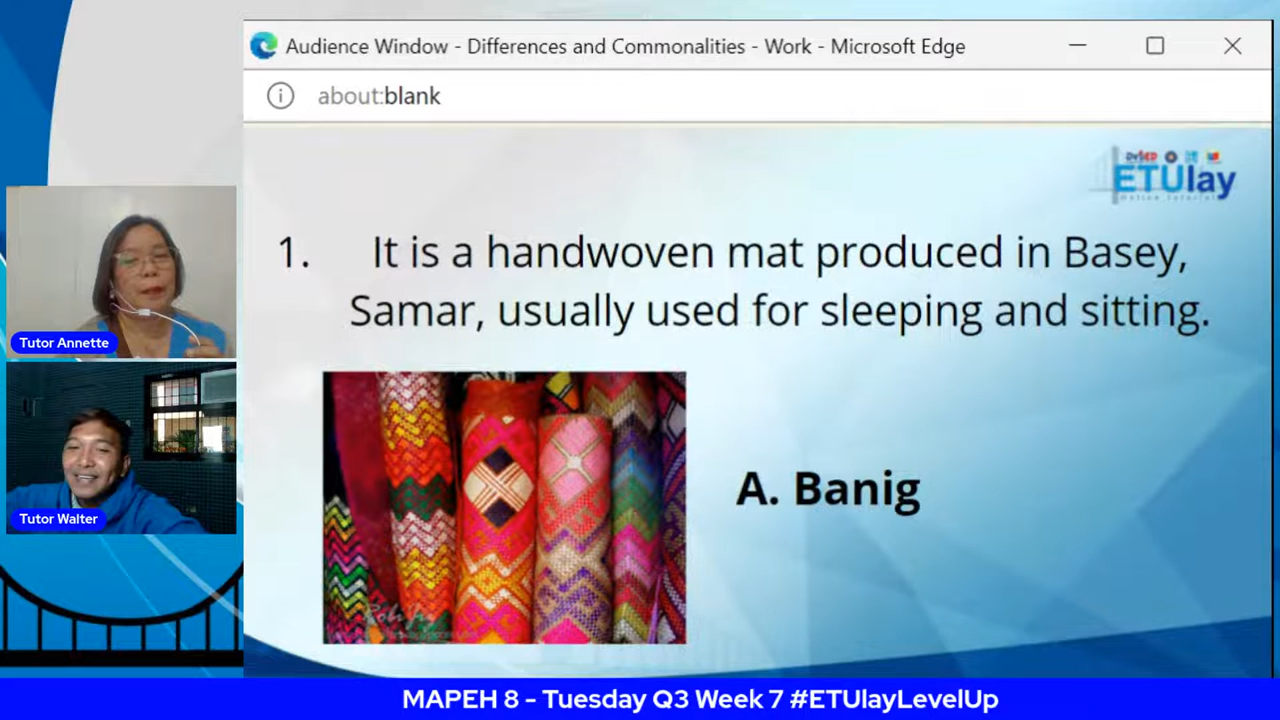 Audience Window - Differences and Commonalities - Work - Microsoft Edge
about:blank
DepED
ETUlay
1. It is a handwoven mat produced in Basey,
Samar, usually used for sleeping and sitting.
A. Banig
Tutor Annette
Tutor Walter
MAPEH 8 - Tuesday Q3 Week 7 #ETUlayLevelUp